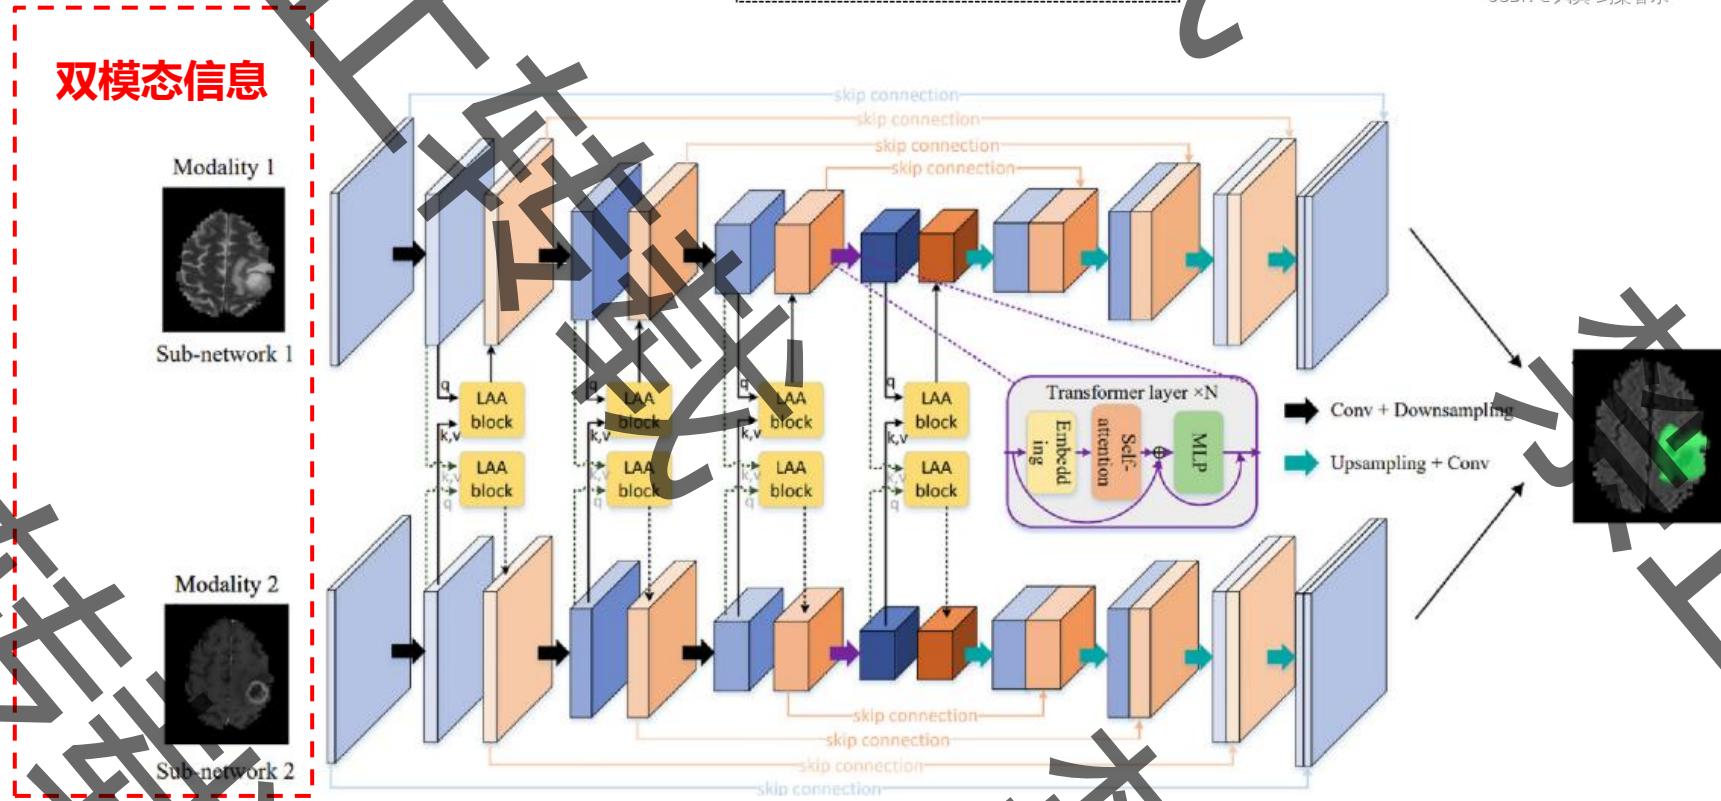 双模态信息
skip connection
skip connection
skip connection
skip connection
Modality 1
Sub-network 1
q
k,v
LAA
block
k,v
q
LAA
block
q
k,v
LAA
block
k,v
q
LAA
block
q
k,v
LAA
block
k,v
q
LAA
block
q
k,v
LAA
block
k,v
q
LAA
block
Transformer layer ×N
Embedd
ing
Self-
attention
MLP
Conv + Downsampling
Upsampling + Conv
Modality 2
Sub-network 2
skip connection
skip connection
skip connection
skip connection